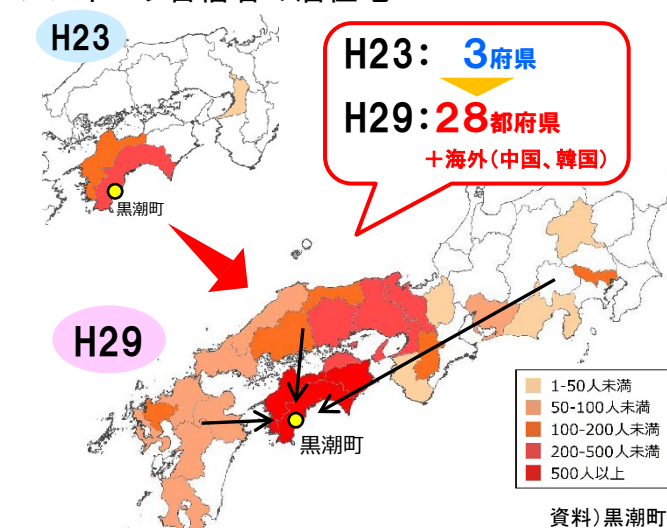 H23
H23: 3府県
H29:28都府県
+海外(中国、韓国)
黒潮町
H29
黒潮町
1-50人未満
50-100人未満
100-200人未満
200-500人未満
500人以上
資料)黒潮町